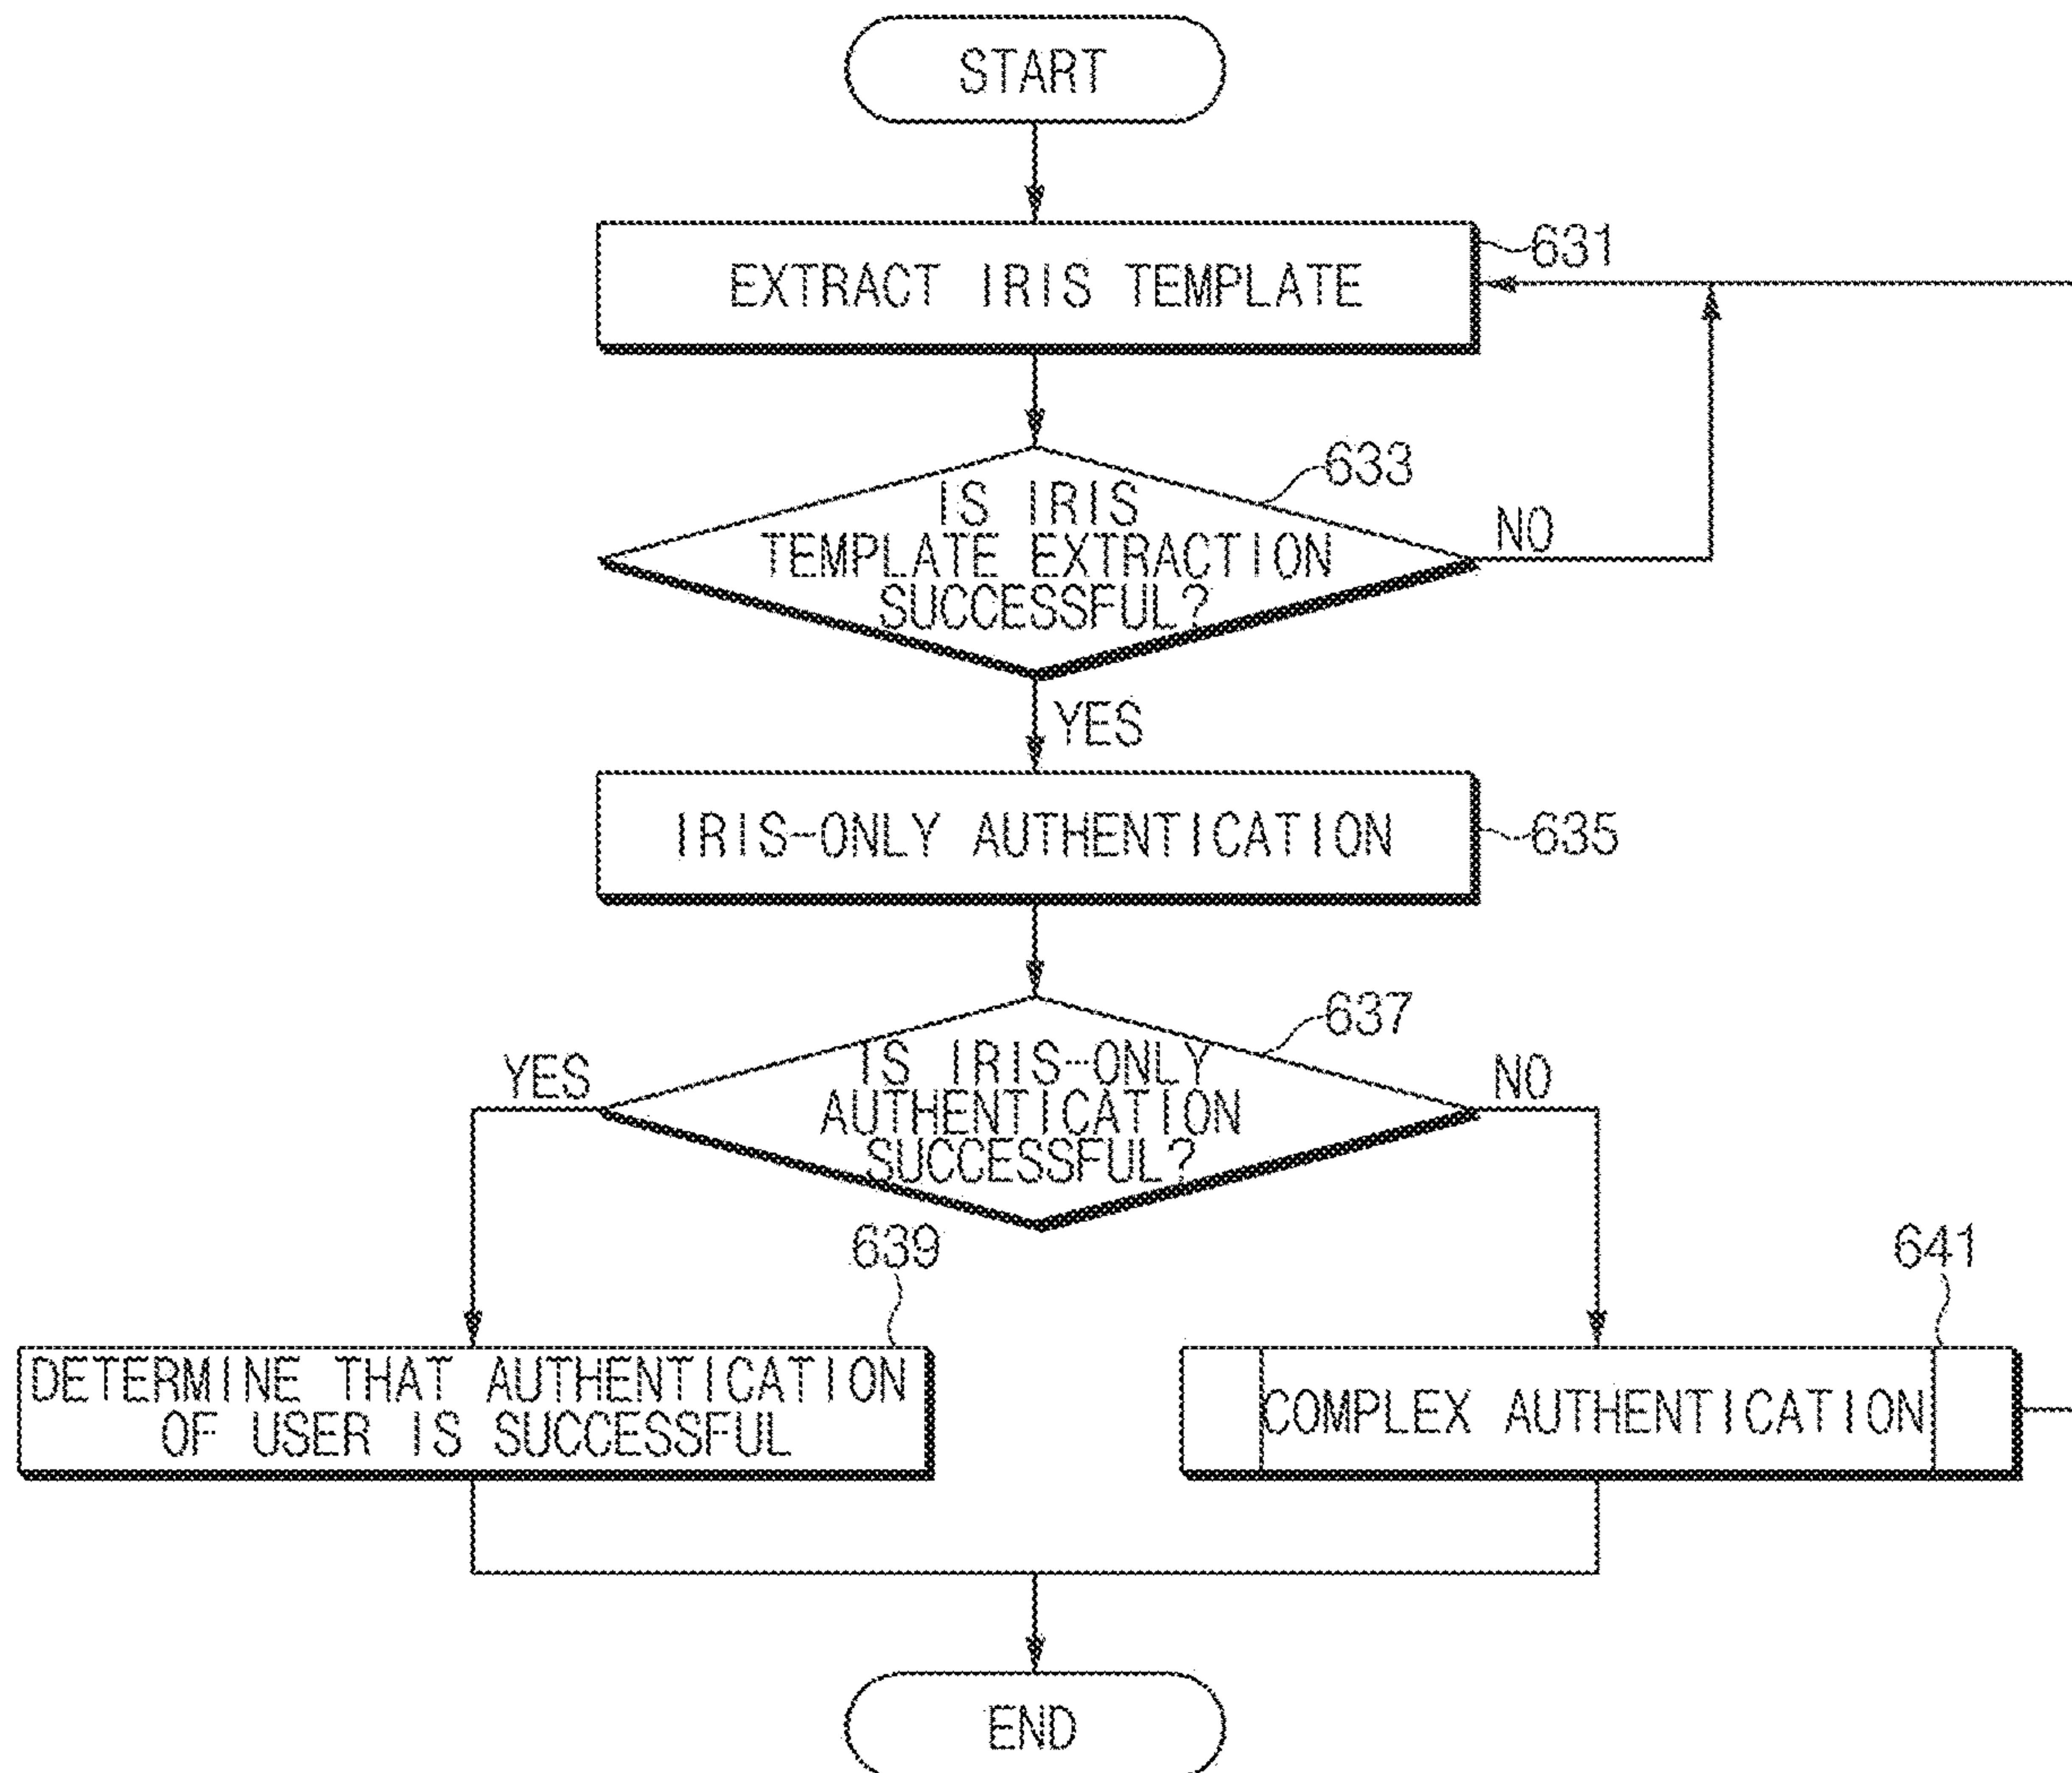 START
EXTRACT IRIS TEMPLATE
631
IS IRIS
TEMPLATE EXTRACTION
SUCCESSFUL?
633
NO
YES
IRIS-ONLY AUTHENTICATION
635
IS IRIS-ONLY
AUTHENTICATION
SUCCESSFUL?
637
YES
NO
639
DETERMINE THAT AUTHENTICATION
OF USER IS SUCCESSFUL
641
COMPLEX AUTHENTICATION
END